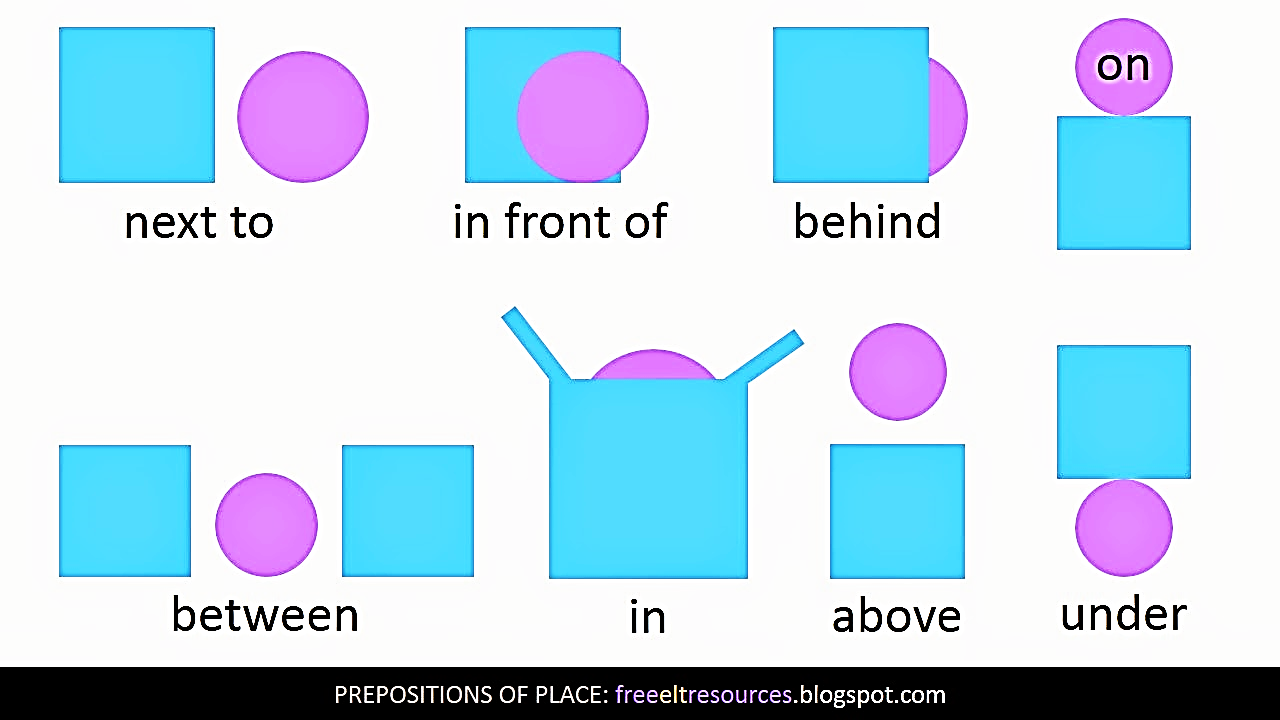 on
next to
in front of
behind
between
in
above
under
PREPOSITIONS OF PLACE: freeeltresources.blogspot.com